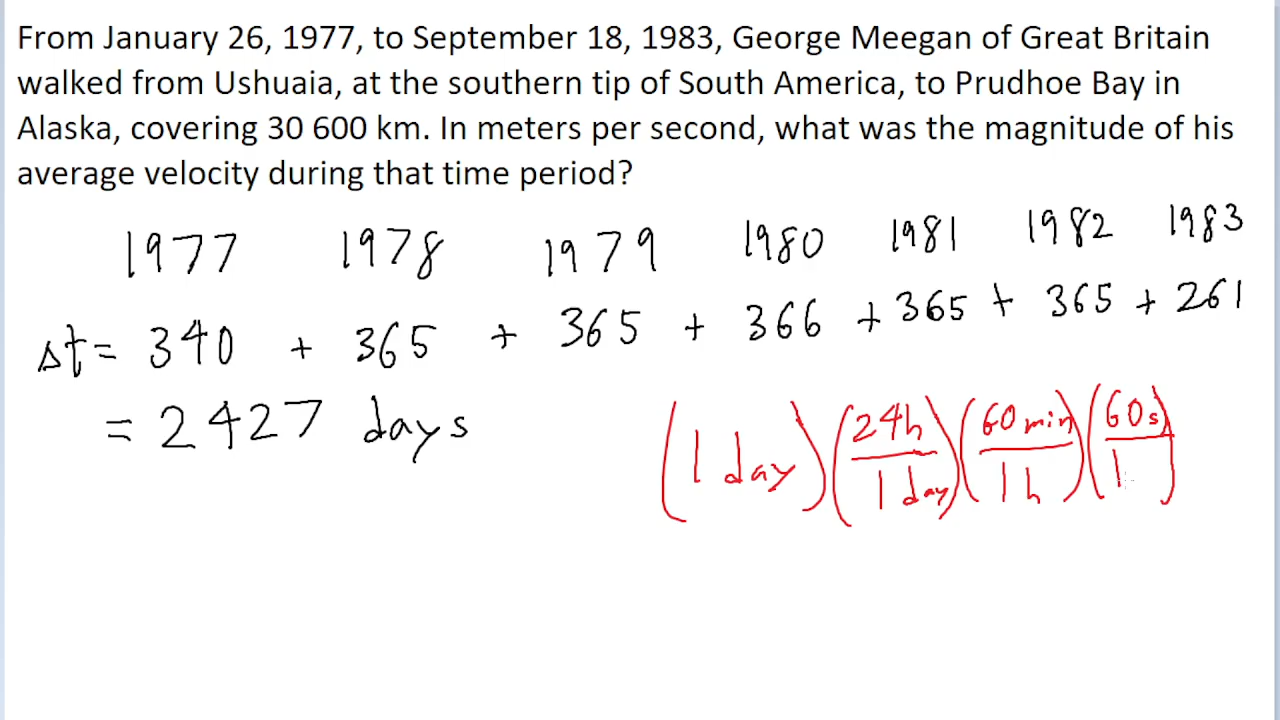 From January 26, 1977, to September 18, 1983, George Meegan of Great Britain
walked from Ushuaia, at the southern tip of South America, to Prudhoe Bay in
Alaska, covering 30 600 km. In meters per second, what was the magnitude of his
average velocity during that time period?
1977 1978 1979 1980 1981 1982 1983
Δt = 340 + 365 + 365 + 366 + 365 + 365 + 261
= 2427 days
(1 day) (24h / 1 day) (60 min / 1 h) (60 s / 1)